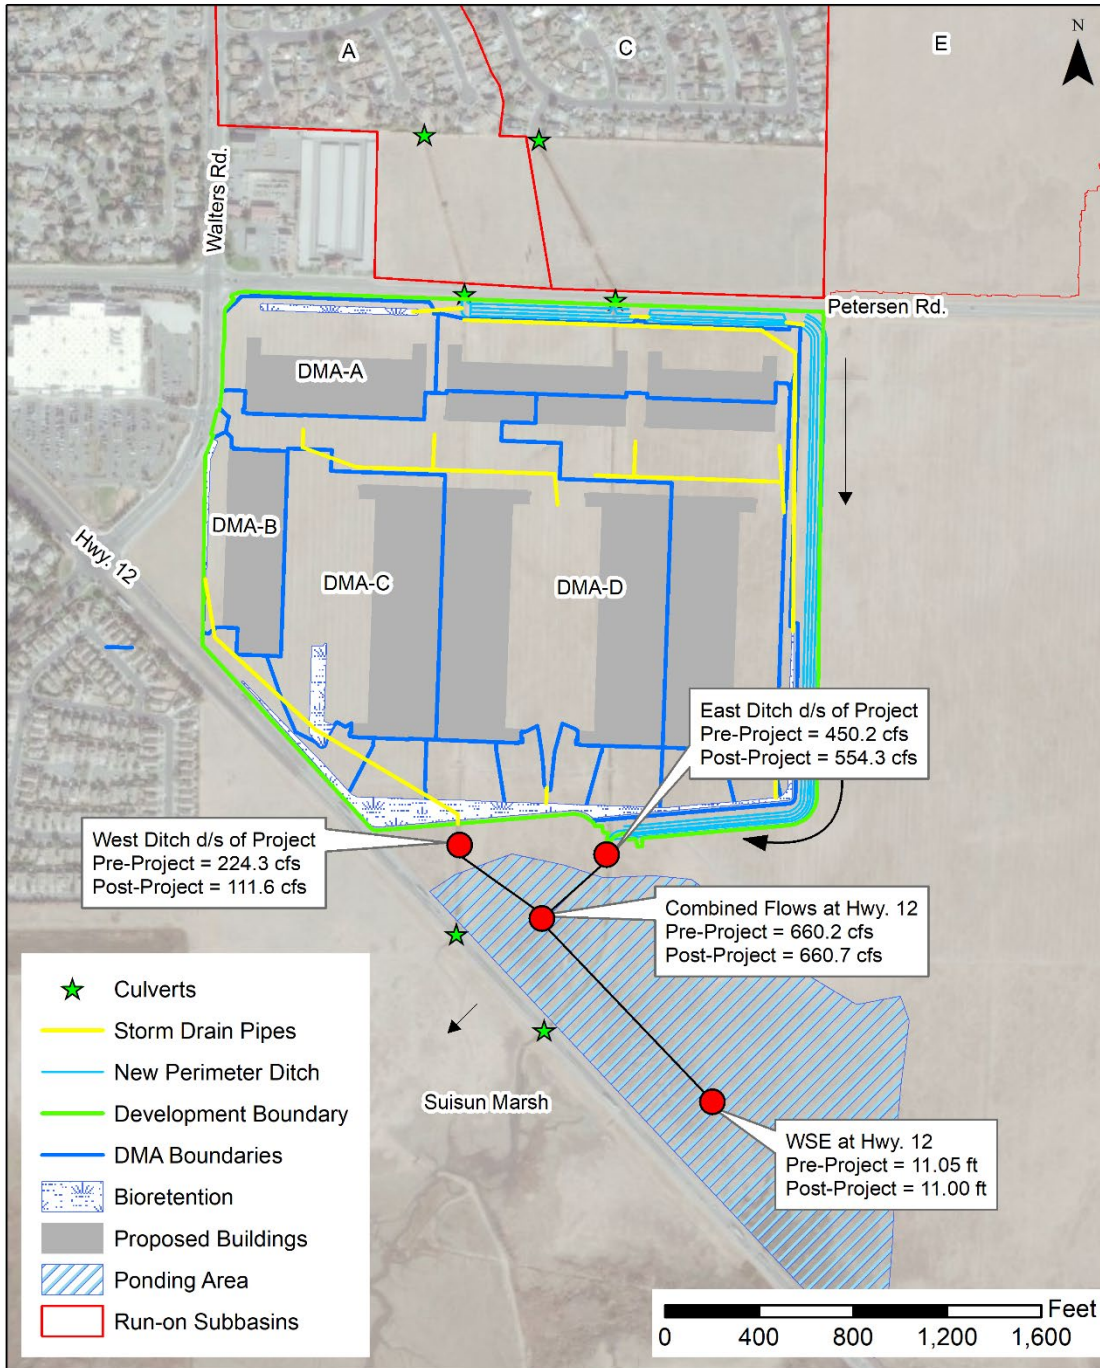 A
C
E
N
Walters Rd.
Petersen Rd.
DMA-A
DMA-B
Hwy. 12
DMA-C
DMA-D
East Ditch d/s of Project
Pre-Project = 450.2 cfs
Post-Project = 554.3 cfs
West Ditch d/s of Project
Pre-Project = 224.3 cfs
Post-Project = 111.6 cfs
Combined Flows at Hwy. 12
Pre-Project = 660.2 cfs
Post-Project = 660.7 cfs
Suisun Marsh
WSE at Hwy. 12
Pre-Project = 11.05 ft
Post-Project = 11.00 ft
Culverts
Storm Drain Pipes
New Perimeter Ditch
Development Boundary
DMA Boundaries
Bioretention
Proposed Buildings
Ponding Area
Run-on Subbasins
Feet
0 400 800 1,200 1,600